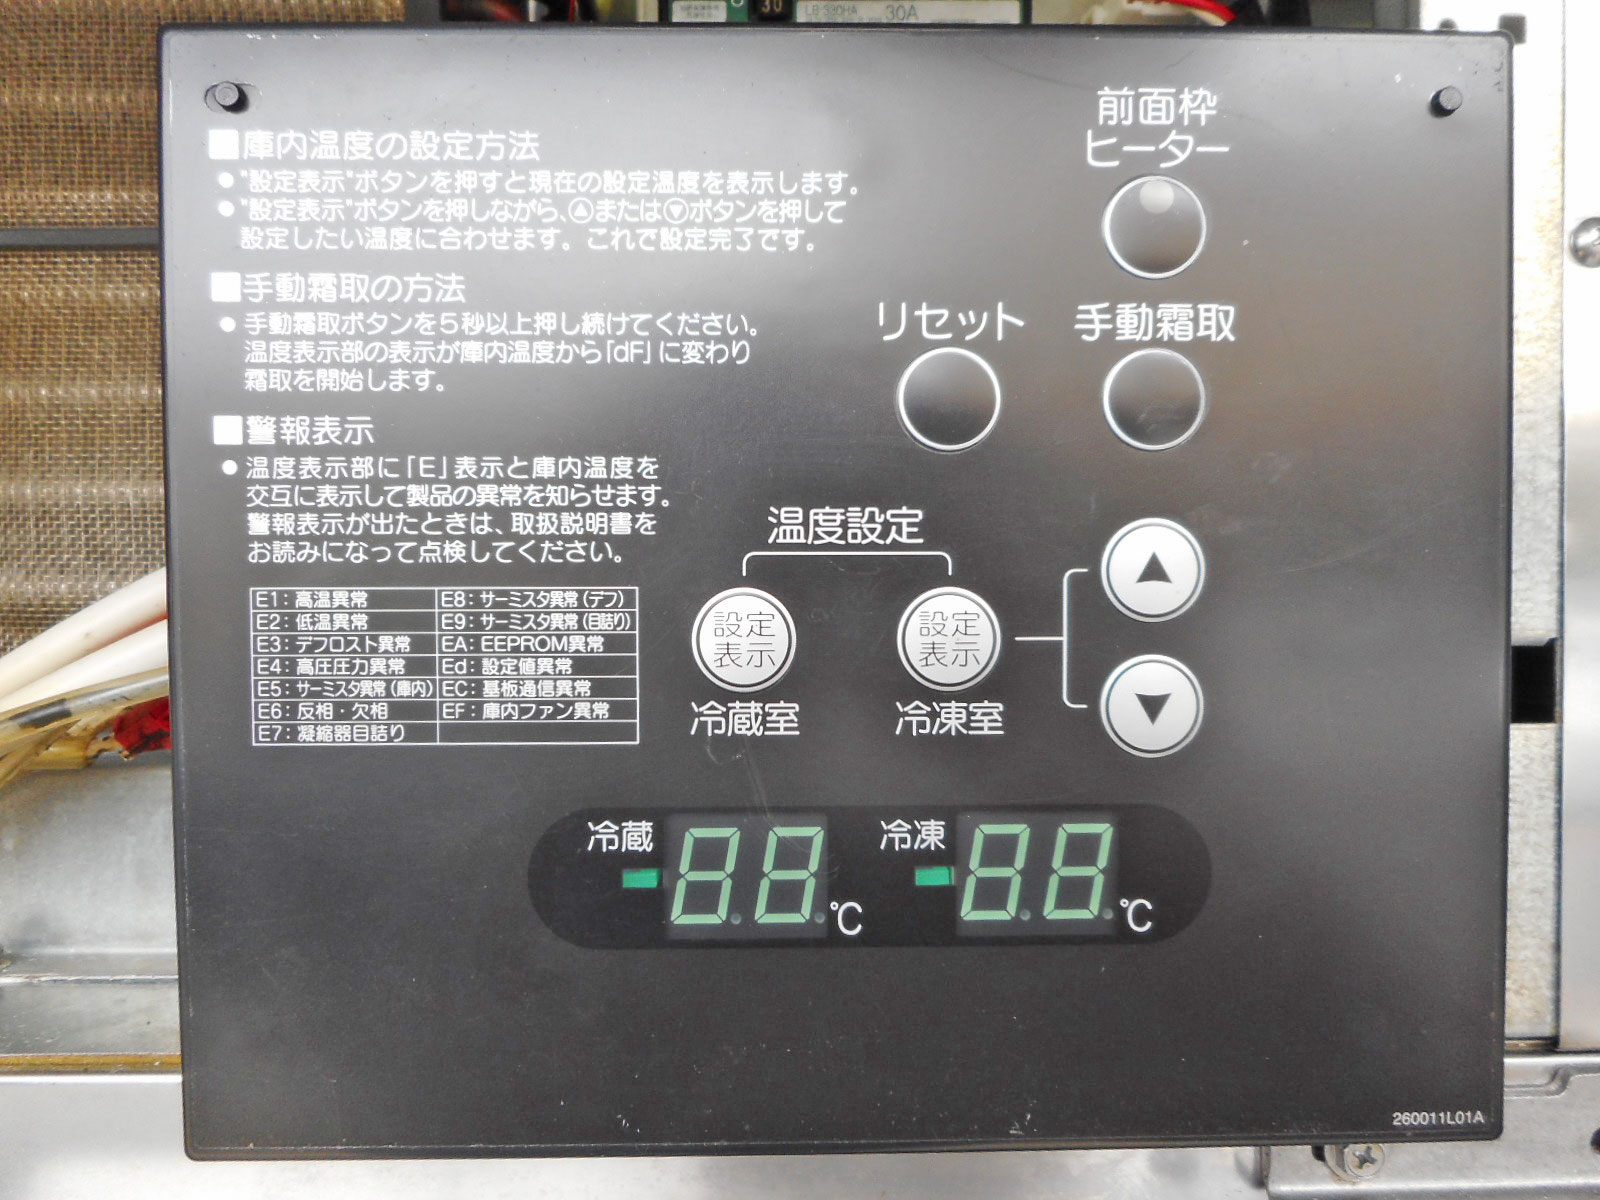 LB 330HA 30A
30
前面枠
ヒーター
■庫内温度の設定方法
●"設定表示"ボタンを押すと現在の設定温度を表示します。
●"設定表示"ボタンを押しながら、▲または▼ボタンを押して
設定したい温度に合わせます。これで設定完了です。
■手動霜取の方法
●手動霜取ボタンを5秒以上押し続けてください。
温度表示部の表示が庫内温度から「dF」に変わり
霜取を開始します。
リセット 手動霜取
■警報表示
●温度表示部に「E」表示と庫内温度を
交互に表示して製品の異常を知らせます。
警報表示が出たときは、取扱説明書を
お読みになって点検してください。
E1：高温異常 E8：サーミスタ異常（デフ）
E2：低温異常 E9：サーミスタ異常（目詰り）
E3：デフロスト異常 EA：EEPROM異常
E4：高圧圧力異常 Ed：設定値異常
E5：サーミスタ異常（庫内） EC：基板通信異常
E6：反相・欠相 EF：庫内ファン異常
E7：凝縮器目詰り
温度設定
▲
設定
表示
設定
表示
▼
冷蔵室 冷凍室
冷蔵 88℃ 冷凍 88℃
260011L01A